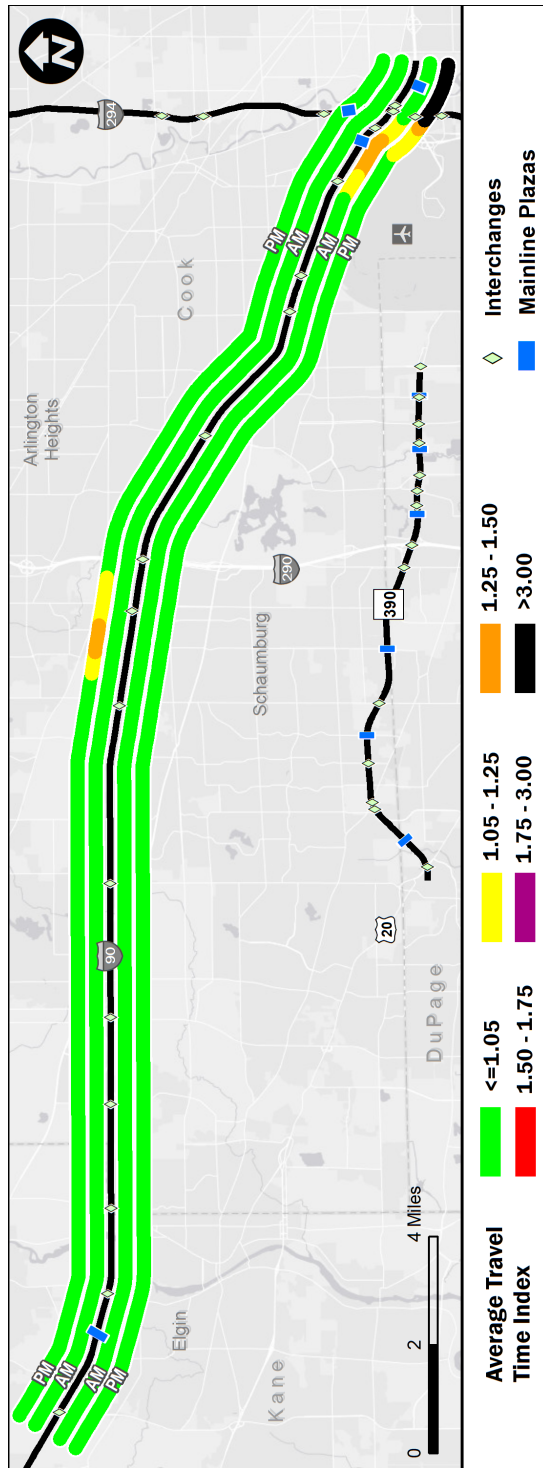 N
294
Cook
Arlington
Heights
PM
AM
AM
PM
290
Schaumburg
390
90
20
DuPage
PM
AM
AM
PM
Elgin
Kane
0 2 4 Miles
Average Travel
Time Index
<=1.05
1.05 - 1.25
1.25 - 1.50
1.50 - 1.75
1.75 - 3.00
>3.00
Interchanges
Mainline Plazas